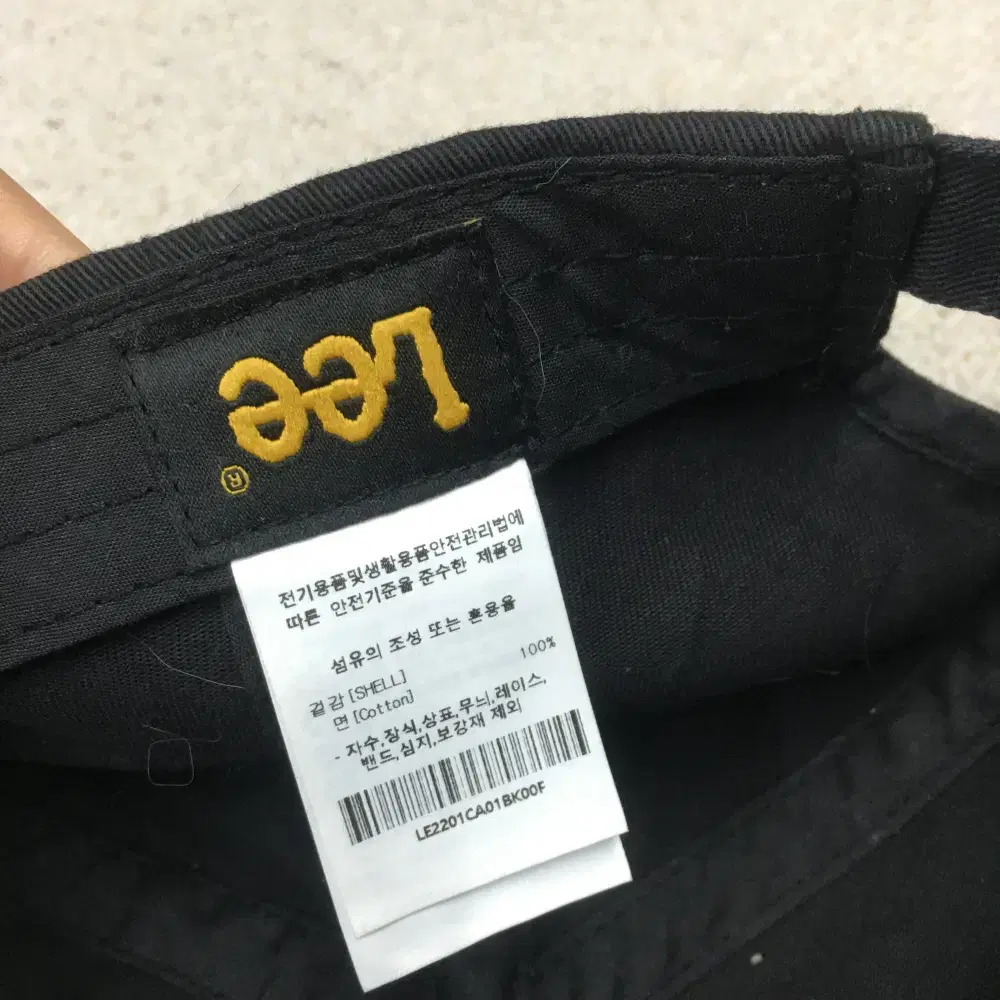 Lee
®
전기용품및생활용품안전관리법에
따른 안전기준을 준수한 제품임
섬유의 조성 또는 혼용율
겉감[SHELL]
면[Cotton] 100%
- 자수,장식,상표,무늬,레이스,
밴드,심지,보강재 제외
LE2201CA01BK00F